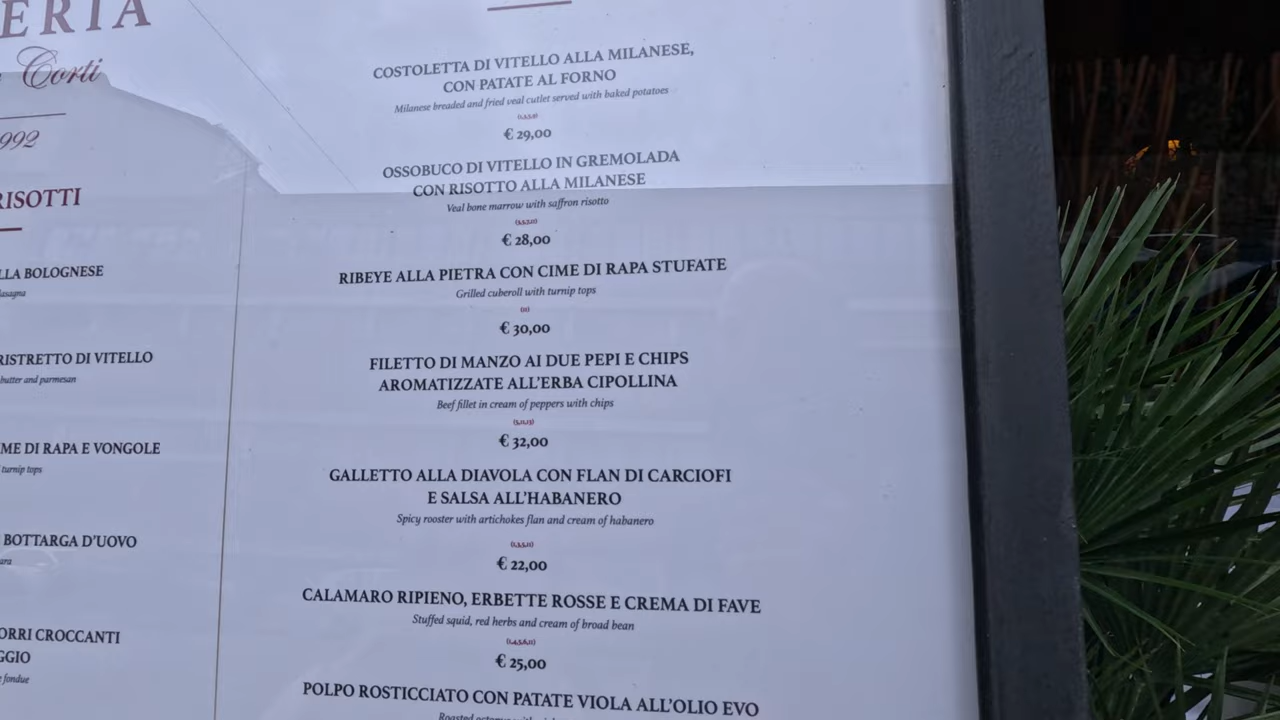 ERIA
Corti
992
RISOTTI
LLA BOLOGNESE
lasagna
RISTRETTO DI VITELLO
butter and parmesan
ME DI RAPA E VONGOLE
turnip tops
BOTTARGA D'UOVO
ara
ORRI CROCCANTI
GGIO
fondue
COSTOLETTA DI VITELLO ALLA MILANESE,
CON PATATE AL FORNO
Milanese breaded and fried veal cutlet served with baked potatoes
€ 29,00
OSSOBUCO DI VITELLO IN GREMOLADA
CON RISOTTO ALLA MILANESE
Veal bone marrow with saffron risotto
€ 28,00
RIBEYE ALLA PIETRA CON CIME DI RAPA STUFATE
Grilled cuberoll with turnip tops
€ 30,00
FILETTO DI MANZO AI DUE PEPI E CHIPS
AROMATIZZATE ALL'ERBA CIPOLLINA
Beef fillet in cream of peppers with chips
€ 32,00
GALLETTO ALLA DIAVOLA CON FLAN DI CARCIOFI
E SALSA ALL'HABANERO
Spicy rooster with artichokes flan and cream of habanero
€ 22,00
CALAMARO RIPIENO, ERBETTE ROSSE E CREMA DI FAVE
Stuffed squid, red herbs and cream of broad bean
€ 25,00
POLPO ROSTICCIATO CON PATATE VIOLA ALL'OLIO EVO
Roasted octopus with